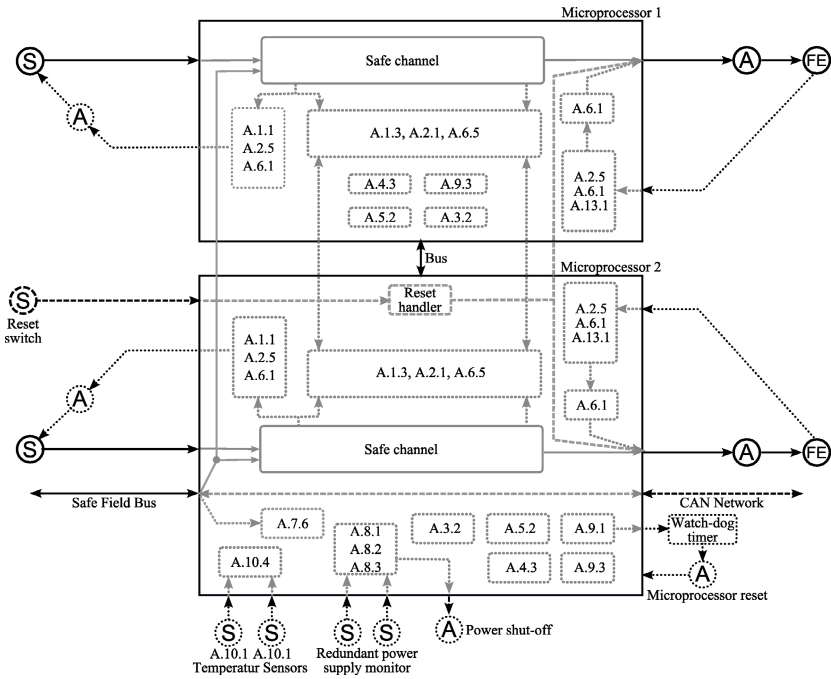 Microprocessor 1
S
Safe channel
A
FE
A
A.1.1
A.2.5
A.6.1
A.1.3, A.2.1, A.6.5
A.6.1
A.4.3
A.9.3
A.5.2
A.3.2
A.2.5
A.6.1
A.13.1
Bus
Microprocessor 2
S
Reset
switch
Reset
handler
A.2.5
A.6.1
A.13.1
A.1.1
A.2.5
A.6.1
A.1.3, A.2.1, A.6.5
A
A.6.1
S
Safe channel
A
FE
Safe Field Bus
CAN Network
A.7.6
A.8.1
A.8.2
A.8.3
A.3.2
A.5.2
A.9.1
Watch-dog
timer
A.10.4
A.4.3
A.9.3
A
Microprocessor reset
S
S
S
S
A
Power shut-off
A.10.1
A.10.1
Temperatur Sensors
Redundant power
supply monitor